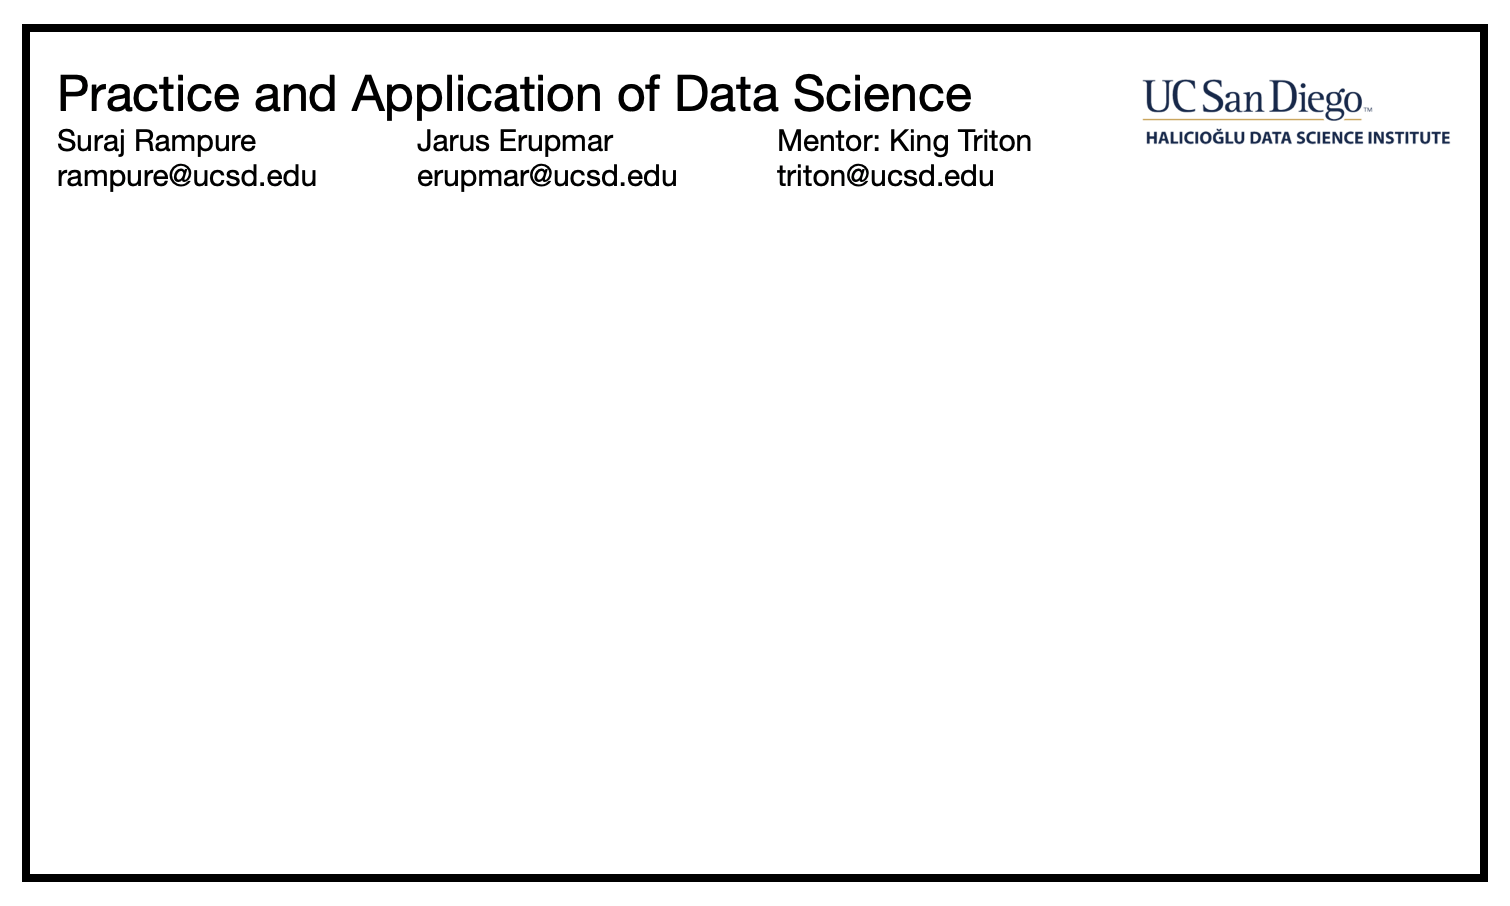 Practice and Application of Data Science
Suraj Rampure
rampure@ucsd.edu
Jarus Erupmar
erupmar@ucsd.edu
Mentor: King Triton
triton@ucsd.edu
UC San Diego™
HALICIOĞLU DATA SCIENCE INSTITUTE